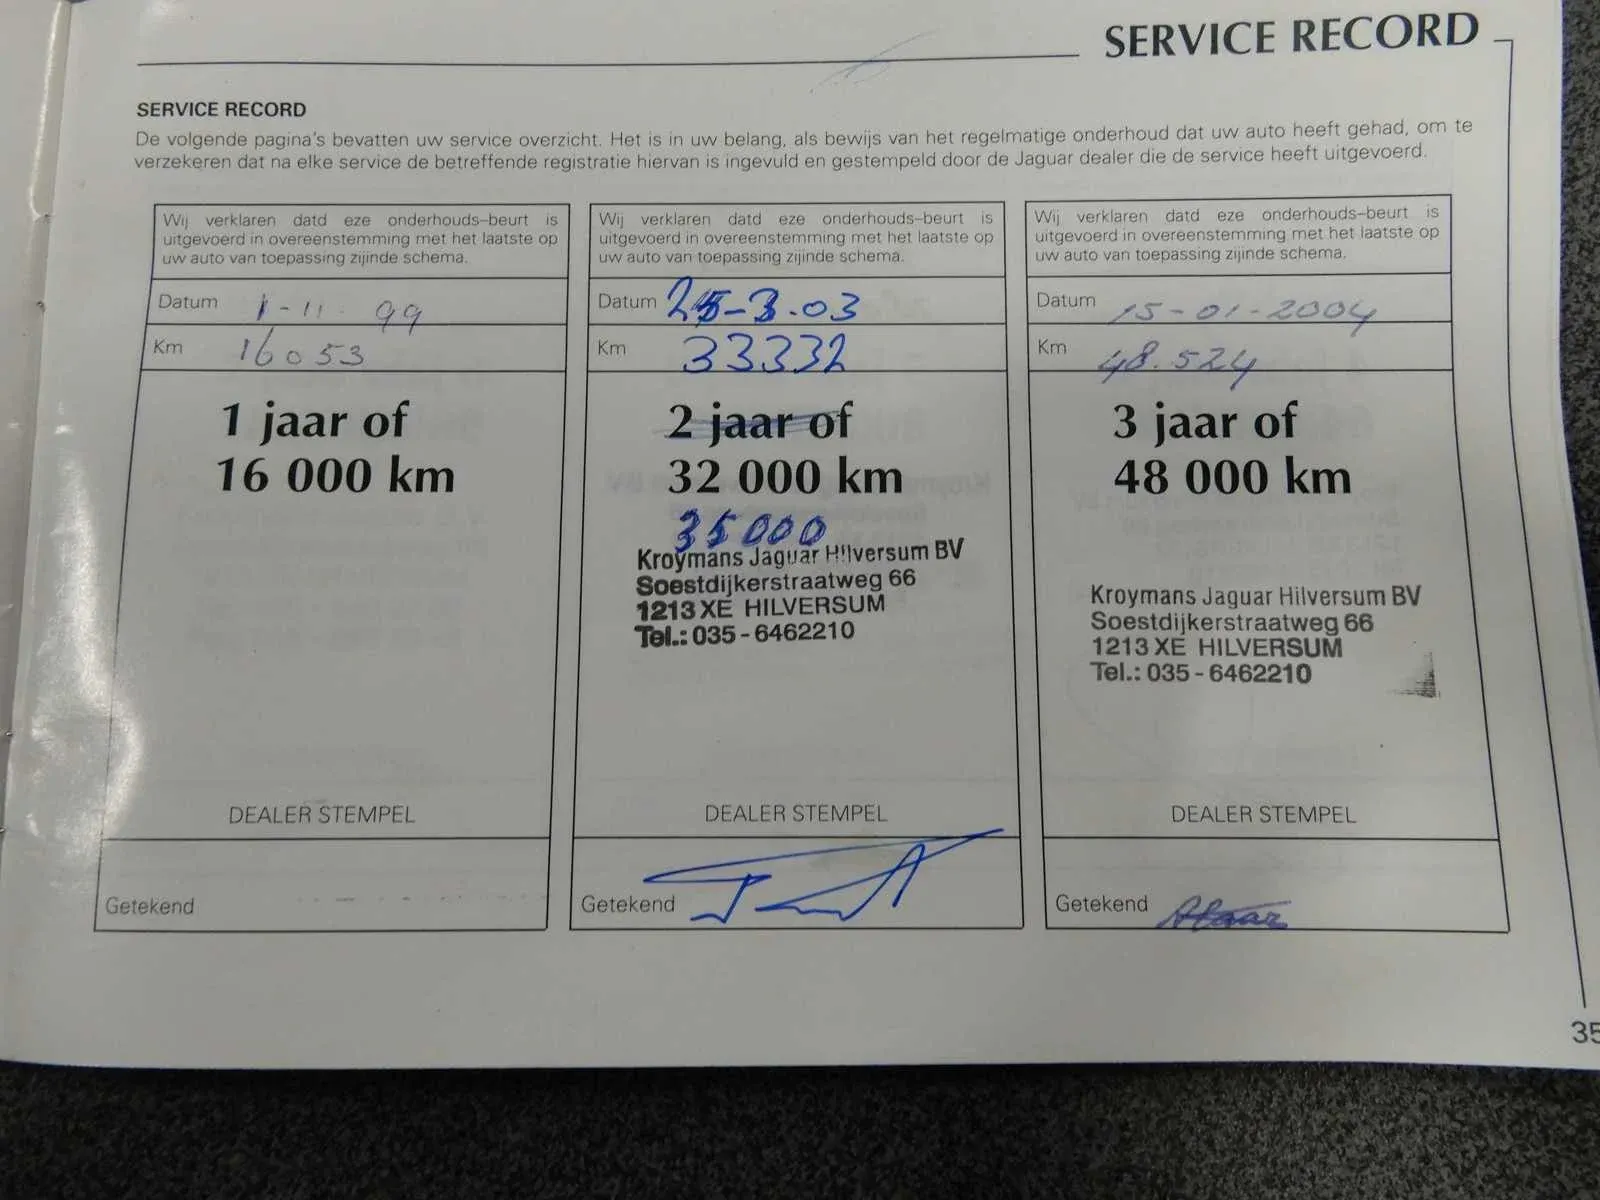 SERVICE RECORD
SERVICE RECORD
De volgende pagina's bevatten uw service overzicht. Het is in uw belang, als bewijs van het regelmatige onderhoud dat uw auto heeft gehad, om te
verzekeren dat na elke service de betreffende registratie hiervan is ingevuld en gestempeld door de Jaguar dealer die de service heeft uitgevoerd.
Wij verklaren datd eze onderhouds-beurt is
uitgevoerd in overeenstemming met het laatste op
uw auto van toepassing zijinde schema.
Datum 1-11-99
Km 16053
1 jaar of
16 000 km
DEALER STEMPEL
Getekend
Wij verklaren datd eze onderhouds-beurt is
uitgevoerd in overeenstemming met het laatste op
uw auto van toepassing zijinde schema.
Datum 25-3.03
Km 33332
2 jaar of
32 000 km
35000
Kroymans Jaguar Hilversum BV
Soestdijkerstraatweg 66
1213 XE HILVERSUM
Tel.: 035 - 6462210
DEALER STEMPEL
Getekend
Wij verklaren datd eze onderhouds-beurt is
uitgevoerd in overeenstemming met het laatste op
uw auto van toepassing zijinde schema.
Datum 15-01-2004
Km 48.524
3 jaar of
48 000 km
Kroymans Jaguar Hilversum BV
Soestdijkerstraatweg 66
1213 XE HILVERSUM
Tel.: 035 - 6462210
DEALER STEMPEL
Getekend
35